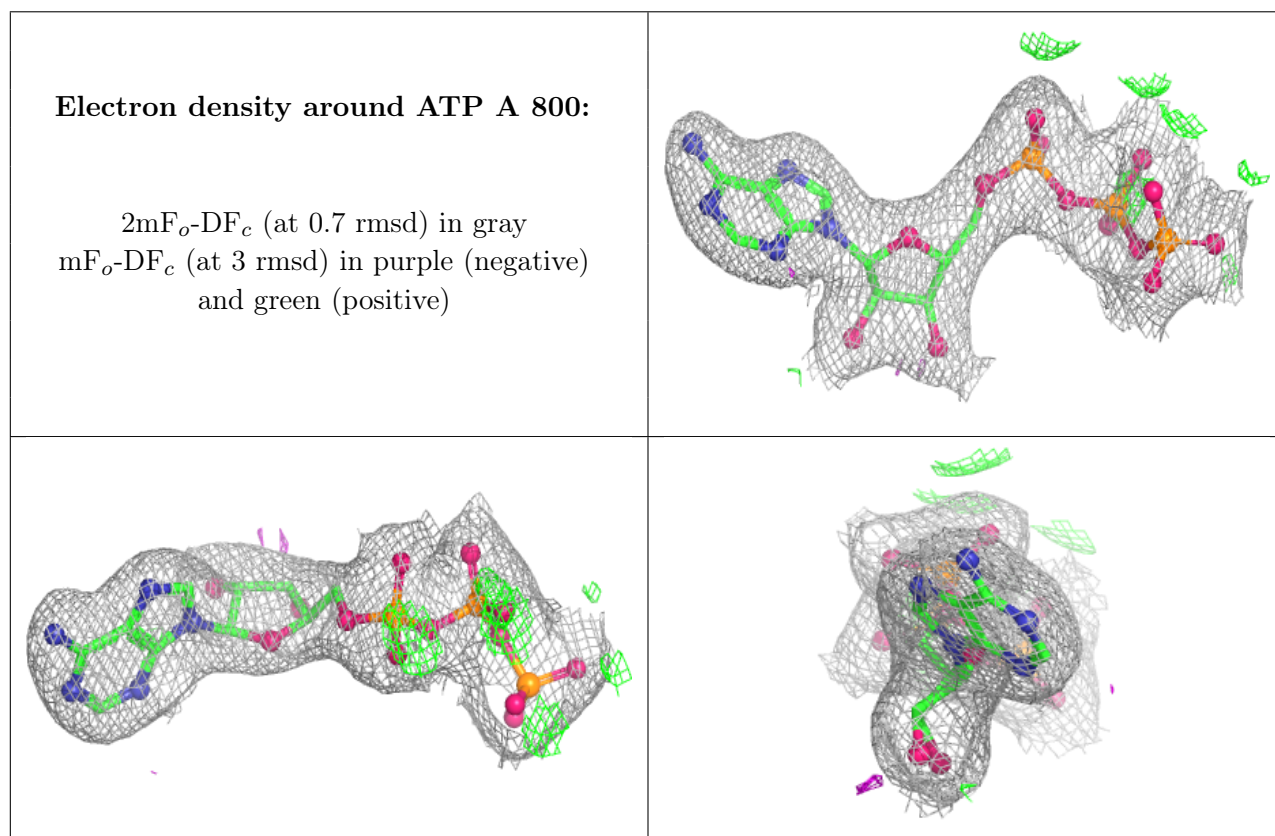 Electron density around ATP A 800:
2mFo-DFc (at 0.7 rmsd) in gray
mFo-DFc (at 3 rmsd) in purple (negative)
and green (positive)